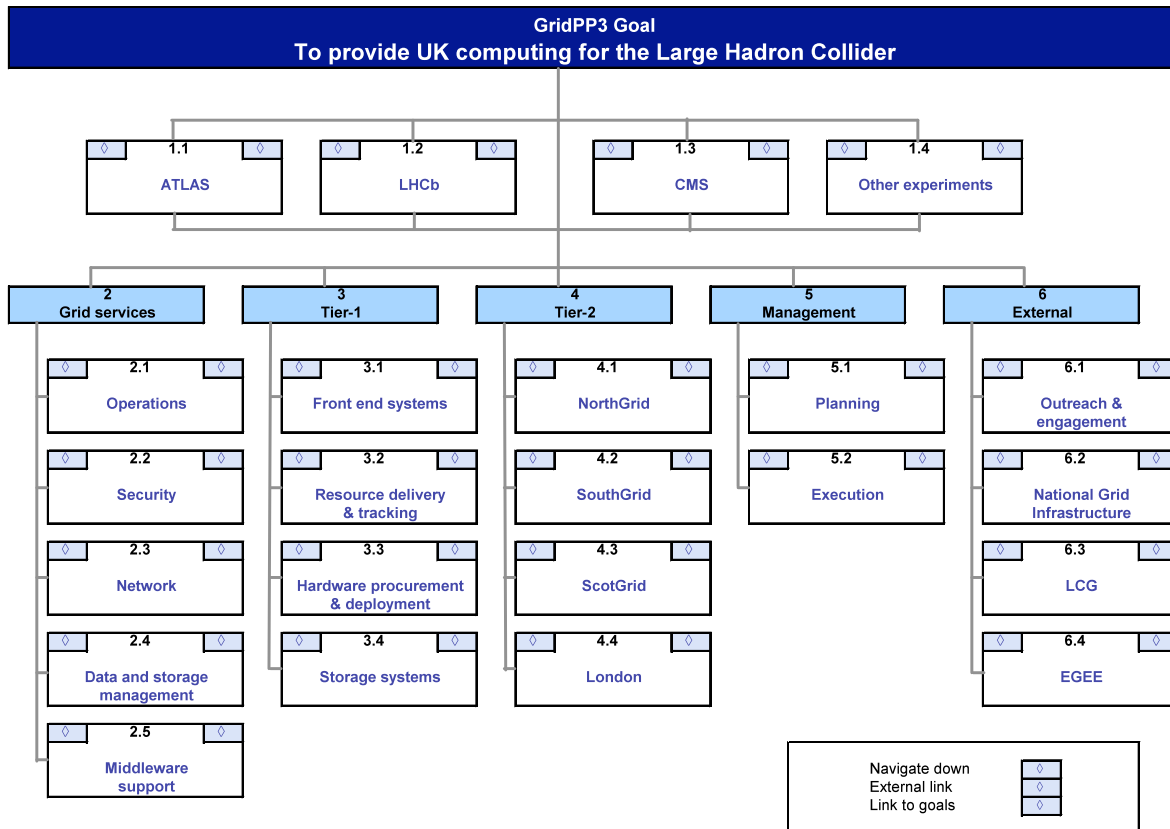 GridPP3 Goal
To provide UK computing for the Large Hadron Collider
1.1
ATLAS
1.2
LHCb
1.3
CMS
1.4
Other experiments
2
Grid services
3
Tier-1
4
Tier-2
5
Management
6
External
2.1
Operations
2.2
Security
2.3
Network
2.4
Data and storage
management
2.5
Middleware
support
3.1
Front end systems
3.2
Resource delivery
& tracking
3.3
Hardware procurement
& deployment
3.4
Storage systems
4.1
NorthGrid
4.2
SouthGrid
4.3
ScotGrid
4.4
London
5.1
Planning
5.2
Execution
6.1
Outreach &
engagement
6.2
National Grid
Infrastructure
6.3
LCG
6.4
EGEE
Navigate down
External link
Link to goals